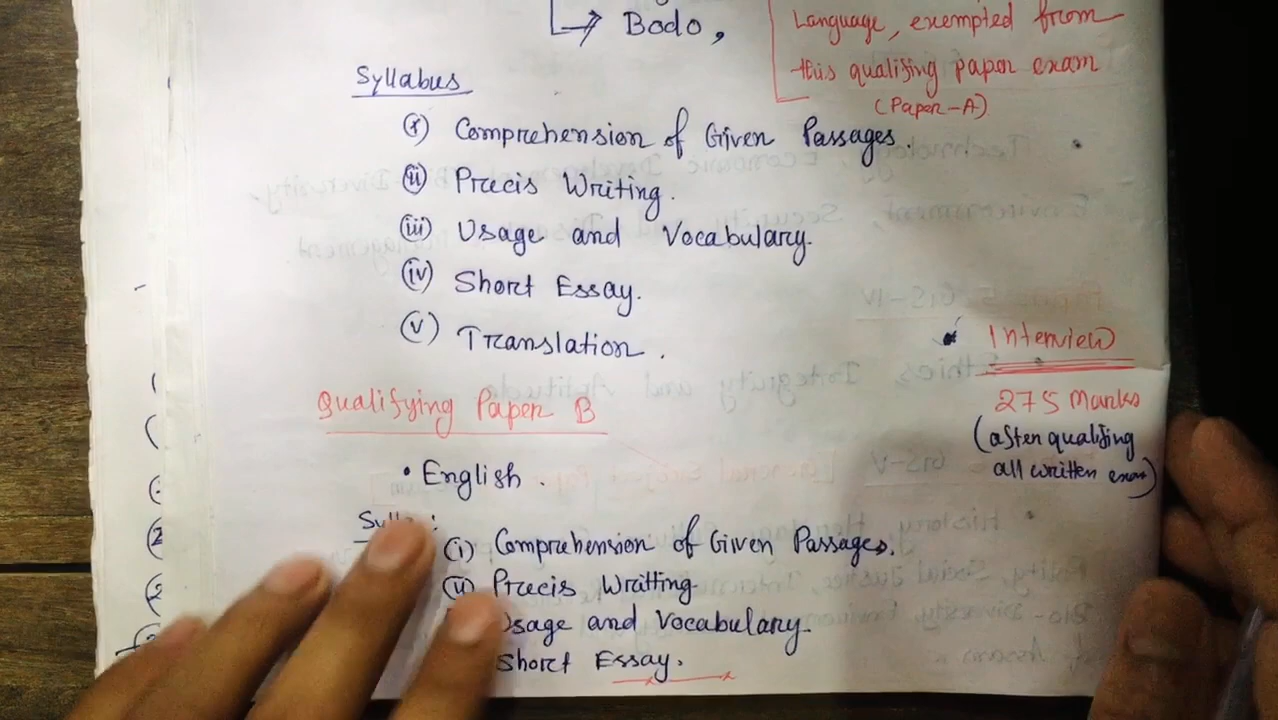 → Bodo,
Language, exempted from
this qualifing paper exam
(Paper-A)
Syllabus
(i) Comprehension of Given Passages.
(ii) Precis Writing.
(iii) Usage and Vocabulary.
(iv) Short Essay.
(v) Translation.
Interview
275 Marks
(after qualifing
all written exam)
Qualifying Paper B
• English.
(i) Comprehension of Given Passages.
(ii) Precis Writting
Usage and Vocabulary.
Short Essay.